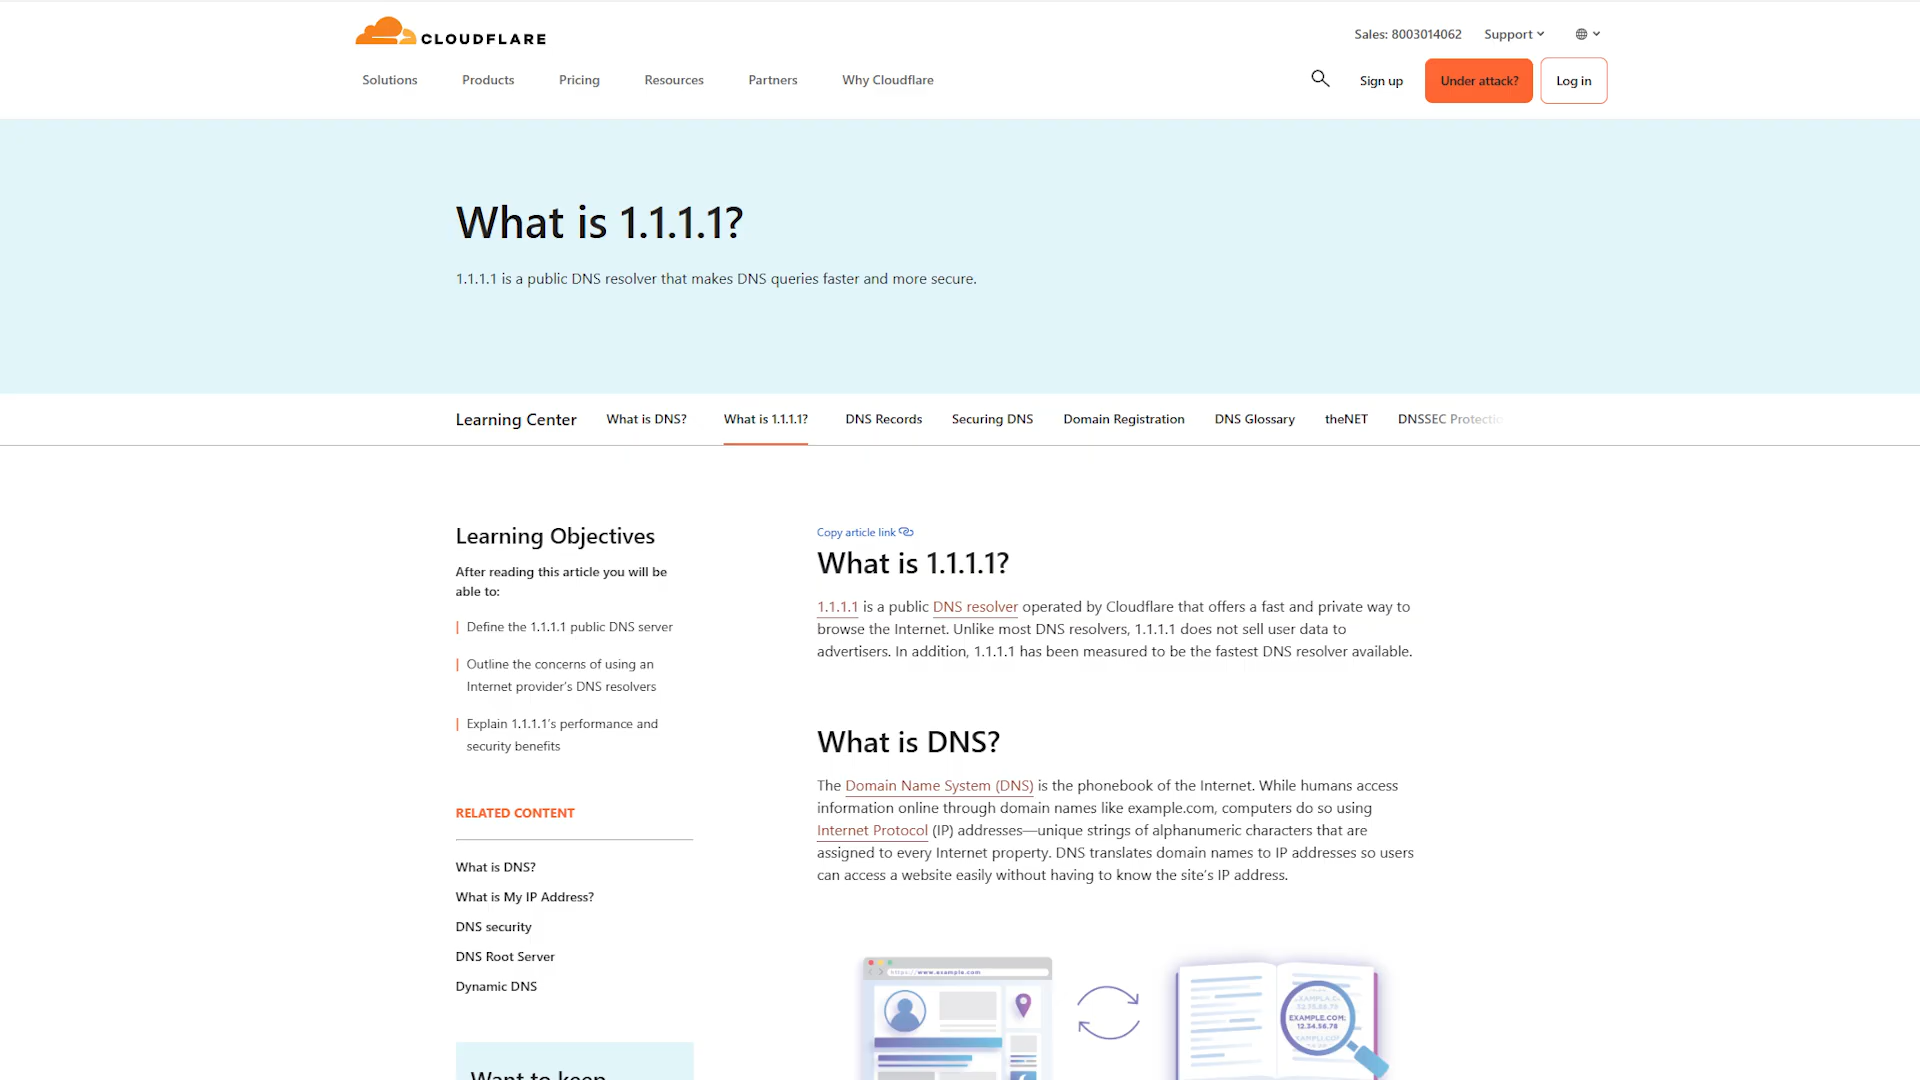 CLOUDFLARE
Sales: 8003014062
Support
Solutions
Products
Pricing
Resources
Partners
Why Cloudflare
Sign up
Under attack?
Log in
What is 1.1.1.1?
1.1.1.1 is a public DNS resolver that makes DNS queries faster and more secure.
Learning Center
What is DNS?
What is 1.1.1.1?
DNS Records
Securing DNS
Domain Registration
DNS Glossary
theNET
DNSSEC
Learning Objectives
After reading this article you will be
able to:
Define the 1.1.1.1 public DNS server
Outline the concerns of using an
Internet provider's DNS resolvers
Explain 1.1.1.1's performance and
security benefits
RELATED CONTENT
What is DNS?
What is My IP Address?
DNS security
DNS Root Server
Dynamic DNS
Want to keep
Copy article link
What is 1.1.1.1?
1.1.1.1 is a public DNS resolver operated by Cloudflare that offers a fast and private way to
browse the Internet. Unlike most DNS resolvers, 1.1.1.1 does not sell user data to
advertisers. In addition, 1.1.1.1 has been measured to be the fastest DNS resolver available.
What is DNS?
The Domain Name System (DNS) is the phonebook of the Internet. While humans access
information online through domain names like example.com, computers do so using
Internet Protocol (IP) addresses—unique strings of alphanumeric characters that are
assigned to every Internet property. DNS translates domain names to IP addresses so users
can access a website easily without having to know the site's IP address.
https://www.example.com
EXAMPLE.COM:
12.34.56.78